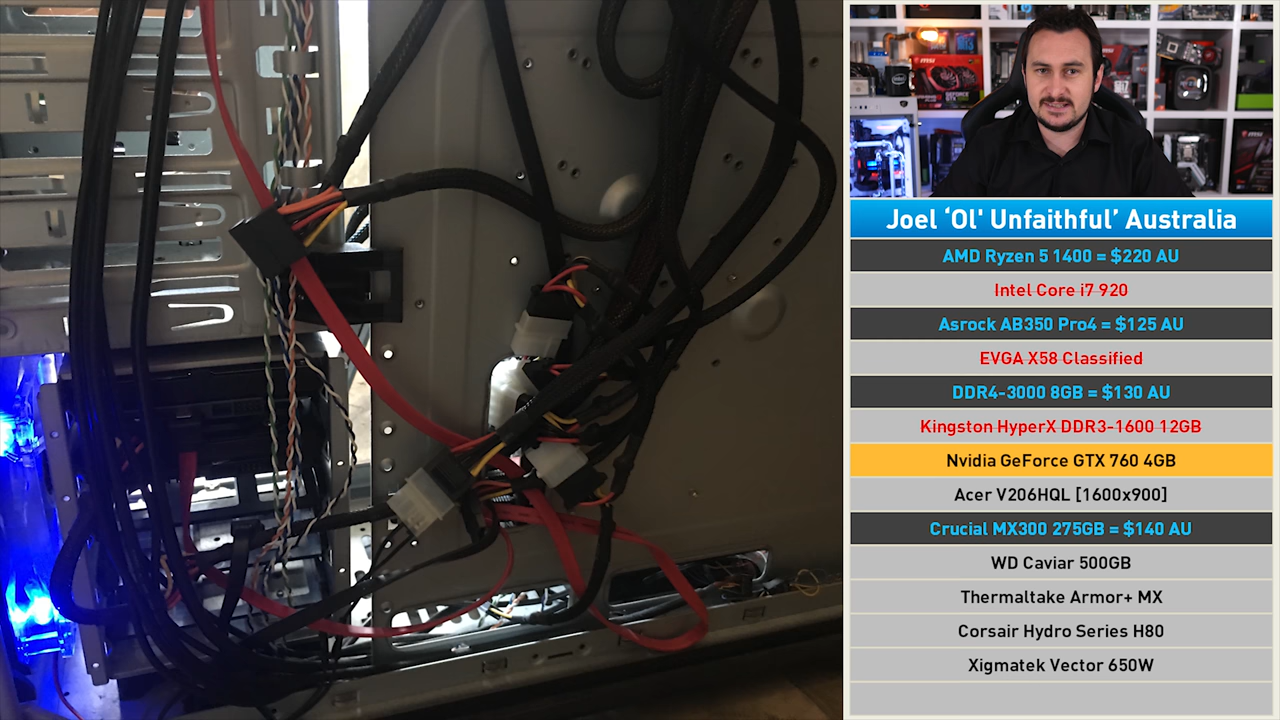 Joel ‘Ol' Unfaithful’ Australia
AMD Ryzen 5 1400 = $220 AU
Intel Core i7 920
Asrock AB350 Pro4 = $125 AU
EVGA X58 Classified
DDR4-3000 8GB = $130 AU
Kingston HyperX DDR3-1600 12GB
Nvidia GeForce GTX 760 4GB
Acer V206HQL [1600x900]
Crucial MX300 275GB = $140 AU
WD Caviar 500GB
Thermaltake Armor+ MX
Corsair Hydro Series H80
Xigmatek Vector 650W